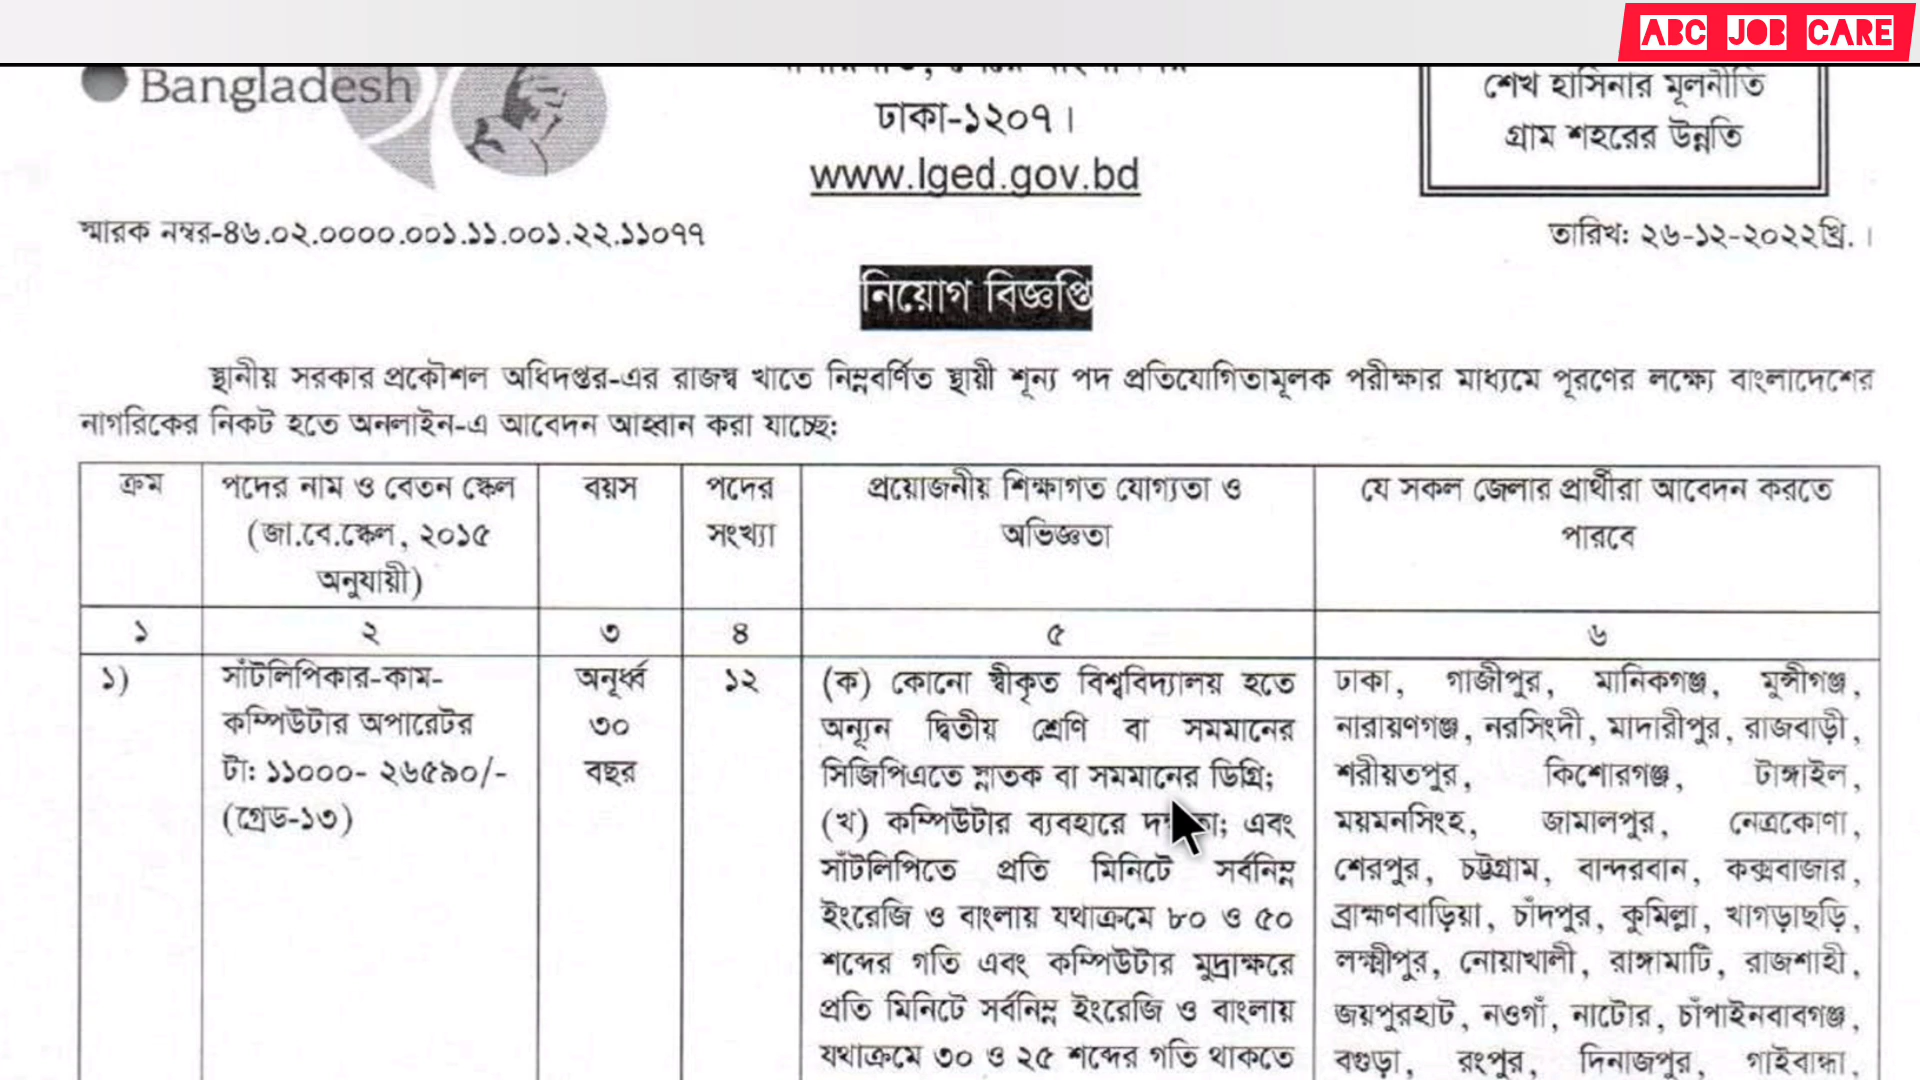 ABC JOB CARE
Bangladesh
ঢাকা-১২০৭।
www.lged.gov.bd
শেখ হাসিনার মূলনীতি
গ্রাম শহরের উন্নতি
স্মারক নম্বর-৪৬.০২.০০০০.০০১.১১.০০১.২২.১১০৭৭
তারিখ: ২৬-১২-২০২২খ্রি.।
নিয়োগ বিজ্ঞপ্তি
স্থানীয় সরকার প্রকৌশল অধিদপ্তর-এর রাজস্ব খাতে নিম্নবর্ণিত স্থায়ী শূন্য পদ প্রতিযোগিতামূলক পরীক্ষার মাধ্যমে পূরণের লক্ষ্যে বাংলাদেশের
নাগরিকের নিকট হতে অনলাইন-এ আবেদন আহ্বান করা যাচ্ছে:
ক্রম
পদের নাম ও বেতন স্কেল
(জা.বে.স্কেল, ২০১৫
অনুযায়ী)
বয়স
পদের
সংখ্যা
প্রয়োজনীয় শিক্ষাগত যোগ্যতা ও
অভিজ্ঞতা
যে সকল জেলার প্রার্থীরা আবেদন করতে
পারবে
১
২
৩
৪
৫
৬
১)
সাঁটলিপিকার-কাম-
কম্পিউটার অপারেটর
টা: ১১০০০- ২৬৫৯০/-
(গ্রেড-১৩)
অনূর্ধ্ব
৩০
বছর
১২
(ক) কোনো স্বীকৃত বিশ্ববিদ্যালয় হতে
অন্যূন দ্বিতীয় শ্রেণি বা সমমানের
সিজিপিএতে স্নাতক বা সমমানের ডিগ্রি;
(খ) কম্পিউটার ব্যবহারে দক্ষতা; এবং
সাঁটলিপিতে প্রতি মিনিটে সর্বনিম্ন
ইংরেজি ও বাংলায় যথাক্রমে ৮০ ও ৫০
শব্দের গতি এবং কম্পিউটার মুদ্রাক্ষরে
প্রতি মিনিটে সর্বনিম্ন ইংরেজি ও বাংলায়
যথাক্রমে ৩০ ও ২৫ শব্দের গতি থাকতে
ঢাকা, গাজীপুর, মানিকগঞ্জ, মুন্সীগঞ্জ,
নারায়ণগঞ্জ, নরসিংদী, মাদারীপুর, রাজবাড়ী,
শরীয়তপুর, কিশোরগঞ্জ, টাঙ্গাইল,
ময়মনসিংহ, জামালপুর, নেত্রকোণা,
শেরপুর, চট্টগ্রাম, বান্দরবান, কক্সবাজার,
ব্রাহ্মণবাড়িয়া, চাঁদপুর, কুমিল্লা, খাগড়াছড়ি,
লক্ষ্মীপুর, নোয়াখালী, রাঙ্গামাটি, রাজশাহী,
জয়পুরহাট, নওগাঁ, নাটোর, চাঁপাইনবাবগঞ্জ,
বগুড়া, রংপুর, দিনাজপুর, গাইবান্ধা,